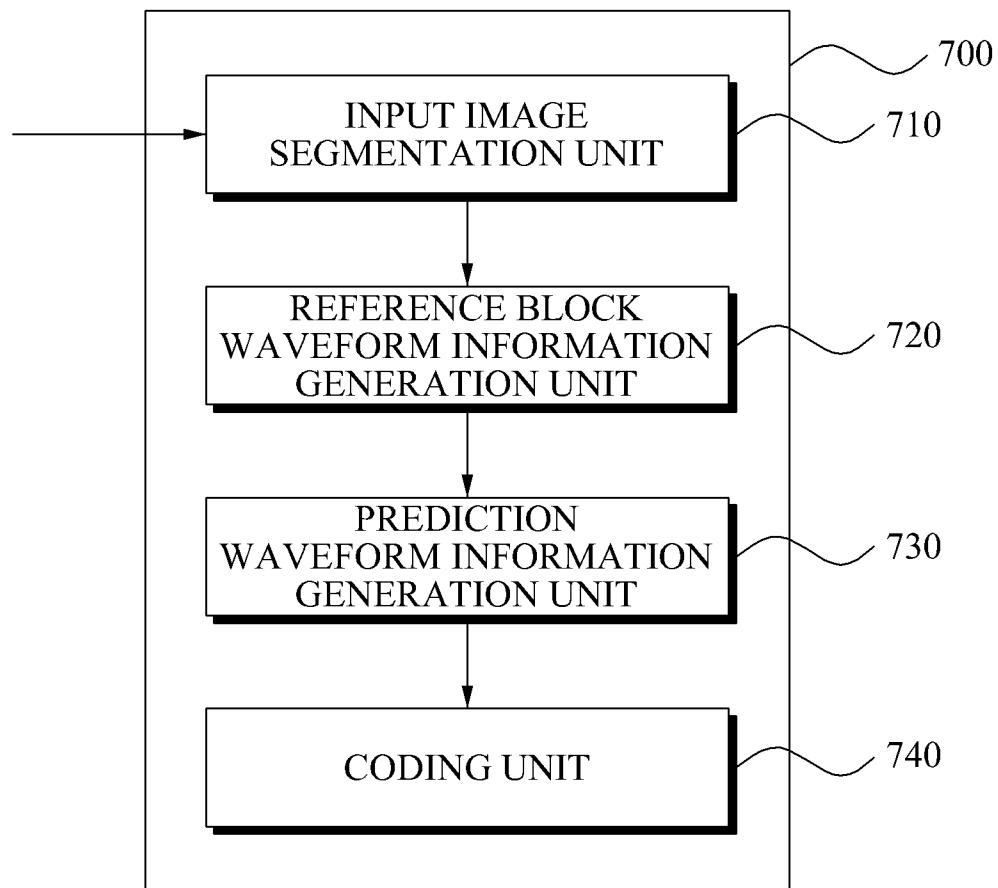 700
INPUT IMAGE
SEGMENTATION UNIT
710
REFERENCE BLOCK
WAVEFORM INFORMATION
GENERATION UNIT
720
PREDICTION
WAVEFORM INFORMATION
GENERATION UNIT
730
CODING UNIT
740